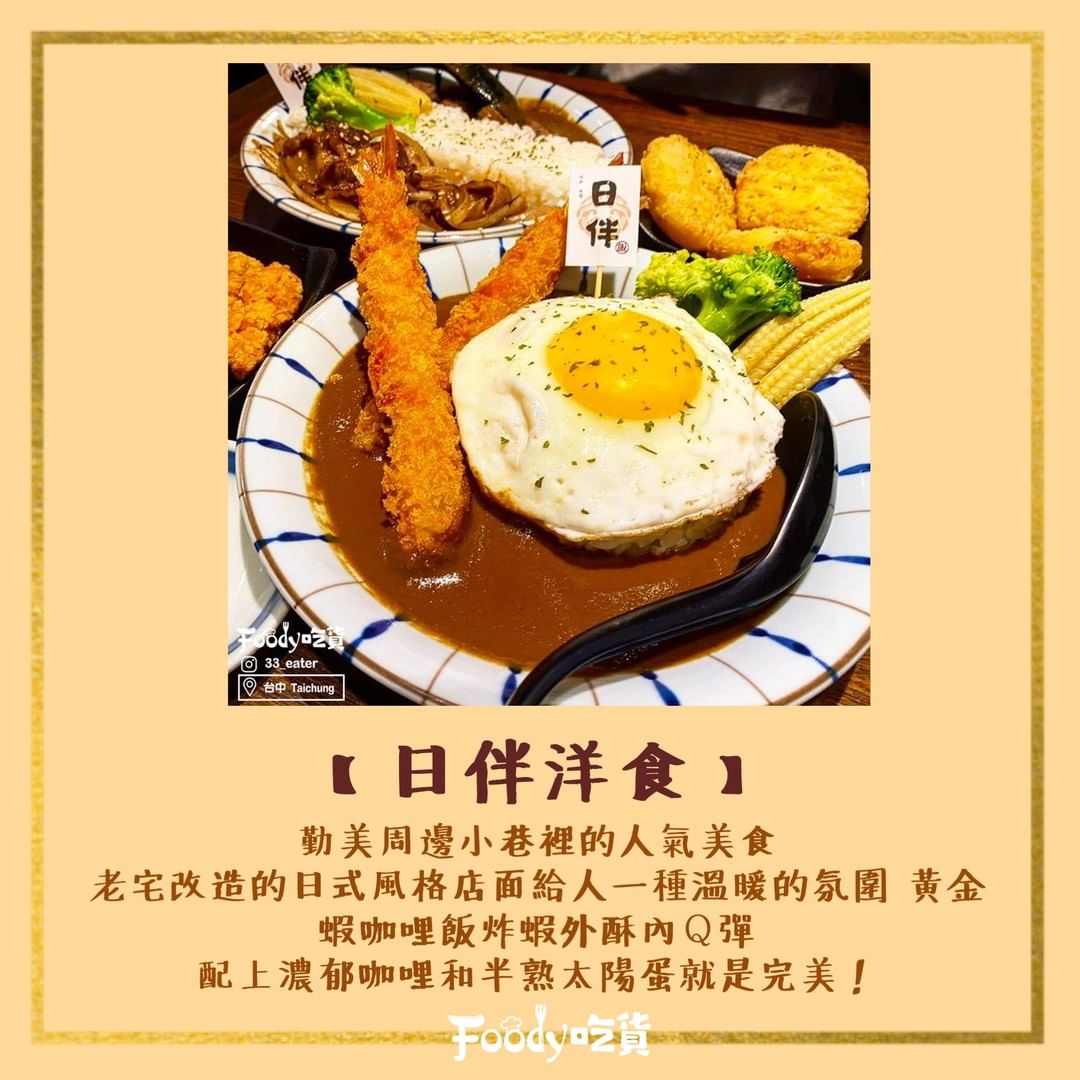 伴
日
伴
飯
Foody吃貨
33_eater
台中 Taichung
【日伴洋食】
勤美周邊小巷裡的人氣美食
老宅改造的日式風格店面給人一種溫暖的氛圍 黃金
蝦咖哩飯炸蝦外酥內Q彈
配上濃郁咖哩和半熟太陽蛋就是完美!
Foody吃貨